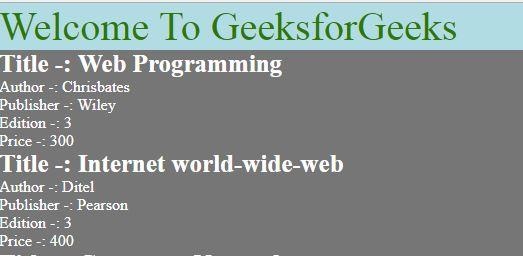 Welcome To GeeksforGeeks
Title -: Web Programming
Author -: Chrisbates
Publisher -: Wiley
Edition -: 3
Price -: 300
Title -: Internet world-wide-web
Author -: Ditel
Publisher -: Pearson
Edition -: 3
Price -: 400